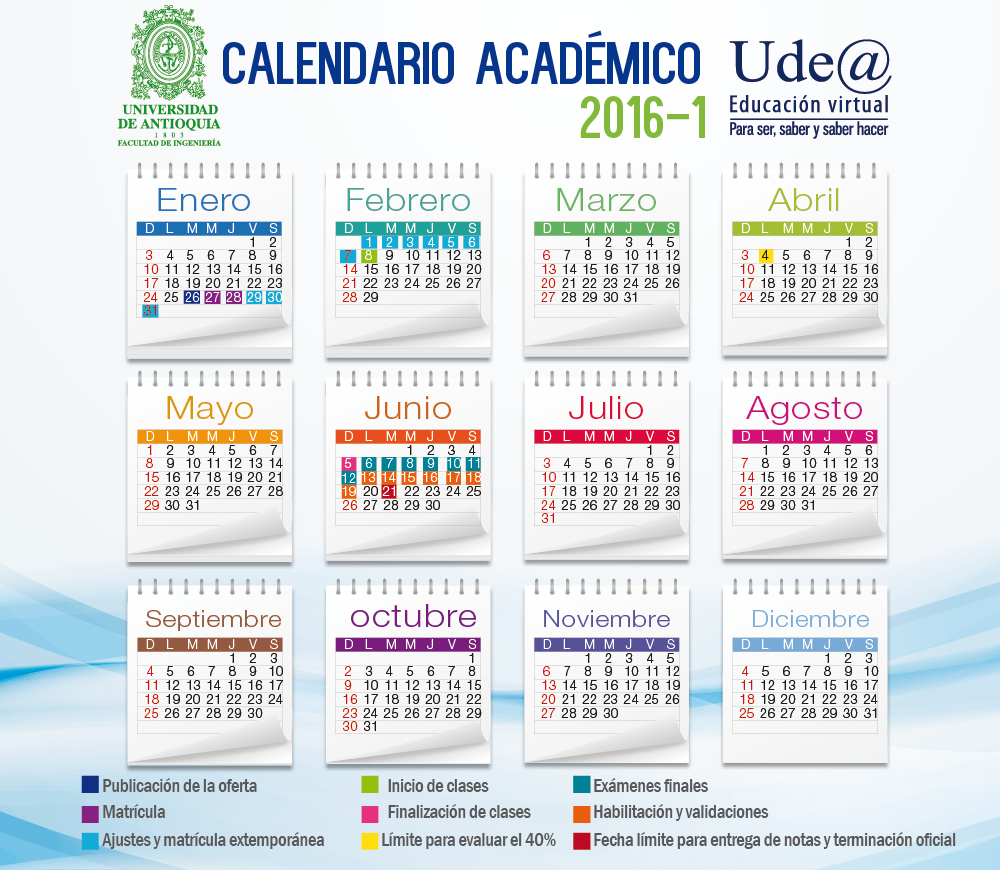 UNIVERSIDAD
DE ANTIOQUIA
1803
FACULTAD DE INGENIERÍA
CALENDARIO ACADÉMICO
2016-1
Ude@
Educación virtual
Para ser, saber y saber hacer
Enero
D L M M J V S
1 2
3 4 5 6 7 8 9
10 11 12 13 14 15 16
17 18 19 20 21 22 23
24 25 26 27 28 29 30
31
Febrero
D L M M J V S
1 2 3 4 5 6
7 8 9 10 11 12 13
14 15 16 17 18 19 20
21 22 23 24 25 26 27
28 29
Marzo
D L M M J V S
1 2 3 4 5
6 7 8 9 10 11 12
13 14 15 16 17 18 19
20 21 22 23 24 25 26
27 28 29 30 31
Abril
D L M M J V S
1 2
3 4 5 6 7 8 9
10 11 12 13 14 15 16
17 18 19 20 21 22 23
24 25 26 27 28 29 30
Mayo
D L M M J V S
1 2 3 4 5 6 7
8 9 10 11 12 13 14
15 16 17 18 19 20 21
22 23 24 25 26 27 28
29 30 31
Junio
D L M M J V S
1 2 3 4
5 6 7 8 9 10 11
12 13 14 15 16 17 18
19 20 21 22 23 24 25
26 27 28 29 30
Julio
D L M M J V S
1 2
3 4 5 6 7 8 9
10 11 12 13 14 15 16
17 18 19 20 21 22 23
24 25 26 27 28 29 30
31
Agosto
D L M M J V S
1 2 3 4 5 6
7 8 9 10 11 12 13
14 15 16 17 18 19 20
21 22 23 24 25 26 27
28 29 30 31
Septiembre
D L M M J V S
1 2 3
4 5 6 7 8 9 10
11 12 13 14 15 16 17
18 19 20 21 22 23 24
25 26 27 28 29 30
octubre
D L M M J V S
1
2 3 4 5 6 7 8
9 10 11 12 13 14 15
16 17 18 19 20 21 22
23 24 25 26 27 28 29
30 31
Noviembre
D L M M J V S
1 2 3 4 5
6 7 8 9 10 11 12
13 14 15 16 17 18 19
20 21 22 23 24 25 26
27 28 29 30
Diciembre
D L M M J V S
1 2 3
4 5 6 7 8 9 10
11 12 13 14 15 16 17
18 19 20 21 22 23 24
25 26 27 28 29 30 31
Publicación de la oferta
Matrícula
Ajustes y matrícula extemporánea
Inicio de clases
Finalización de clases
Límite para evaluar el 40%
Exámenes finales
Habilitación y validaciones
Fecha límite para entrega de notas y terminación oficial